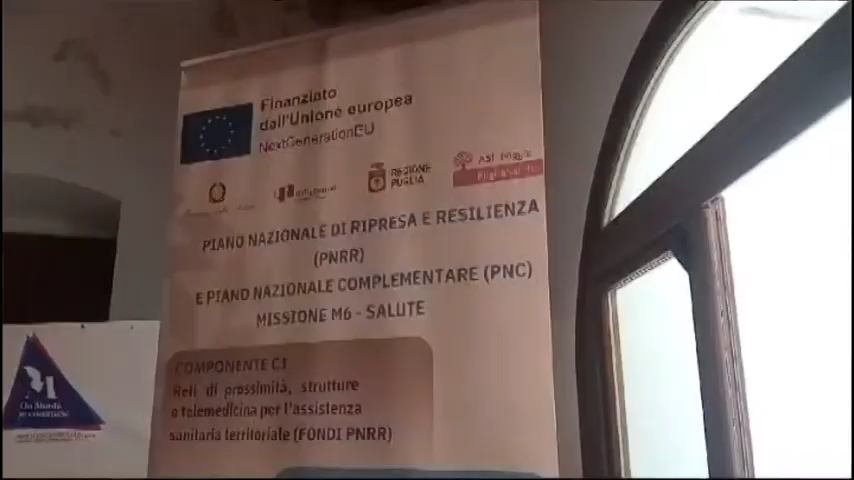 Finanziato
dall'Unione europea
NextGenerationEU
REGIONE
PUGLIA
PIANO NAZIONALE DI RIPRESA E RESILIENZA
(PNRR)
E PIANO NAZIONALE COMPLEMENTARE (PNC)
MISSIONE M6 - SALUTE
COMPONENTE C1
Reti di prossimità, strutture
e telemedicina per l'assistenza
sanitaria territoriale (FONDI PNRR)